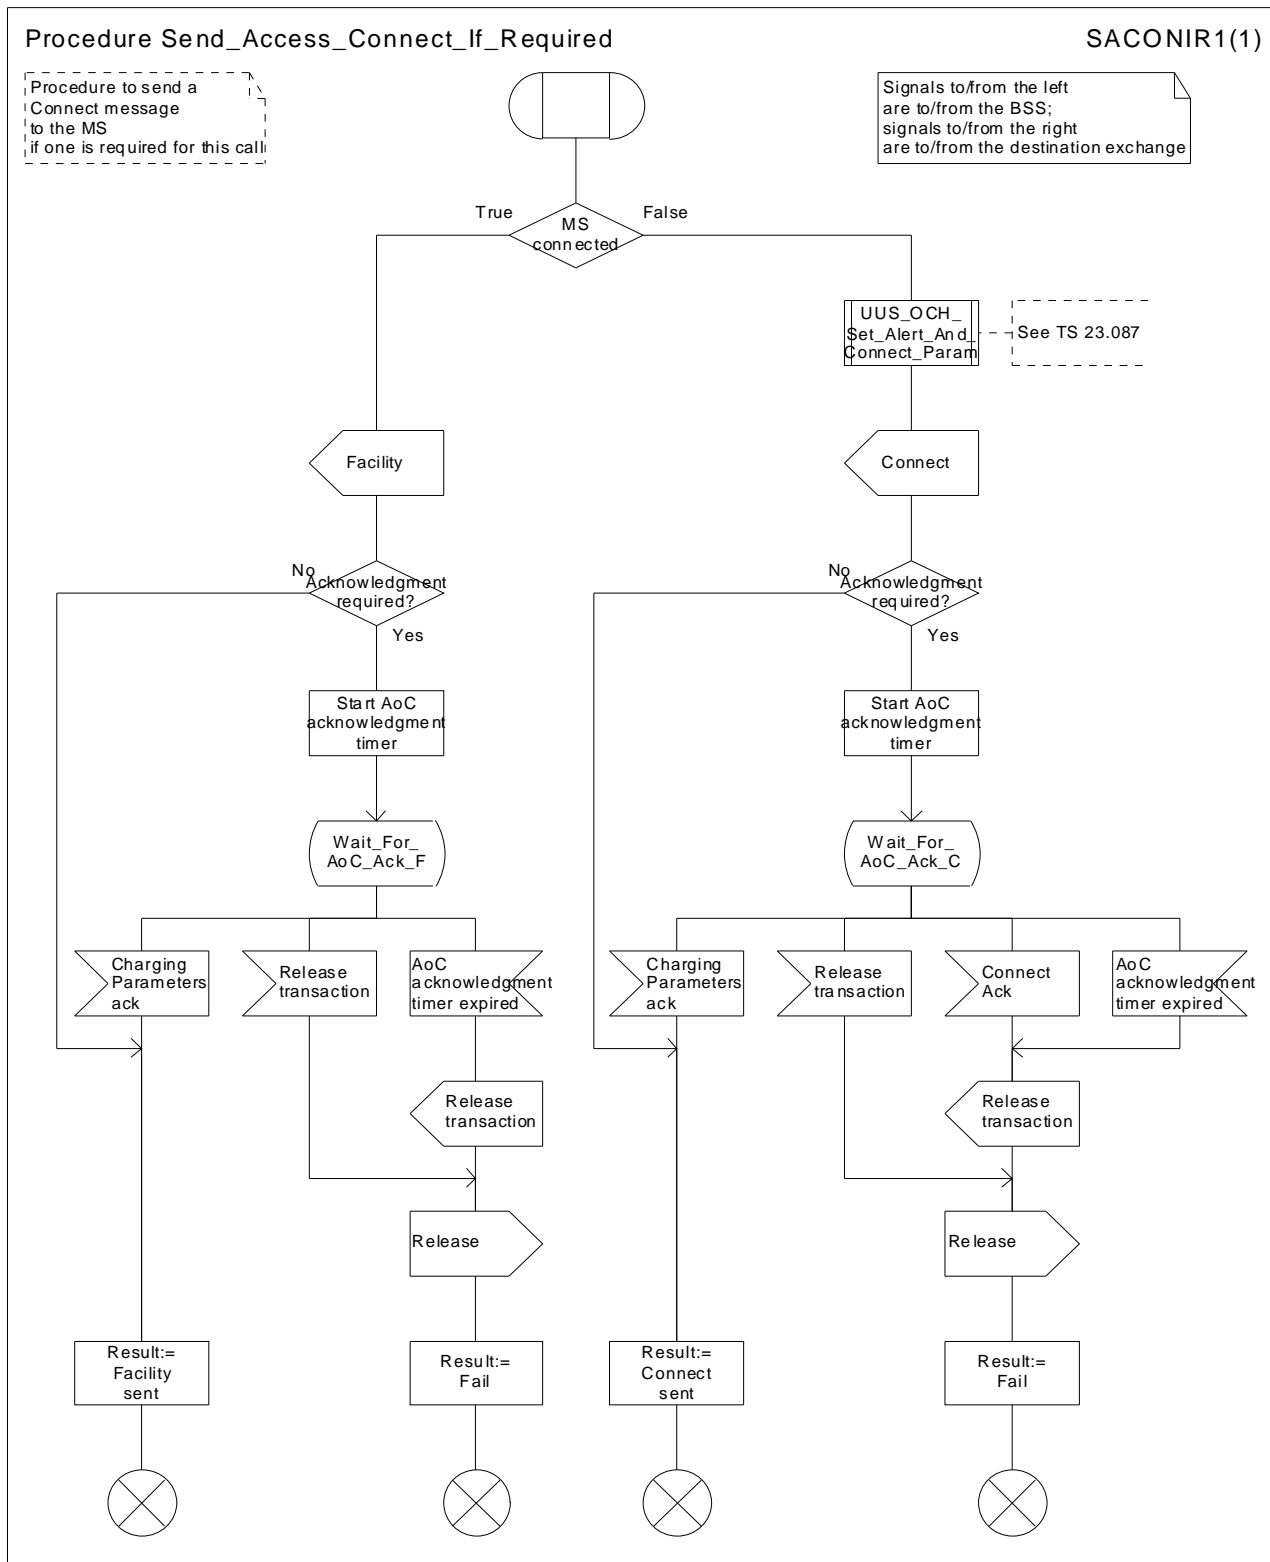 Procedure Send_Access_Connect_If_Required
SACONIR1(1)
Procedure to send a
Connect message
to the MS
if one is required for this call
Signals to/from the left
are to/from the BSS;
signals to/from the right
are to/from the destination exchange
True
MS
connected
False
UUS_OCH_
Set_Alert_And_
Connect_Param
See TS 23.087
Facility
Connect
No
Acknowledgment
required?
Yes
No
Acknowledgment
required?
Yes
Start AoC
acknowledgment
timer
Start AoC
acknowledgment
timer
Wait_For_
AoC_Ack_F
Wait_For_
AoC_Ack_C
Charging
Parameters
ack
Release
transaction
AoC
acknowledgment
timer expired
Charging
Parameters
ack
Release
transaction
Connect
Ack
AoC
acknowledgment
timer expired
Release
transaction
Release
transaction
Release
Release
Result:=
Facility
sent
Result:=
Fail
Result:=
Connect
sent
Result:=
Fail